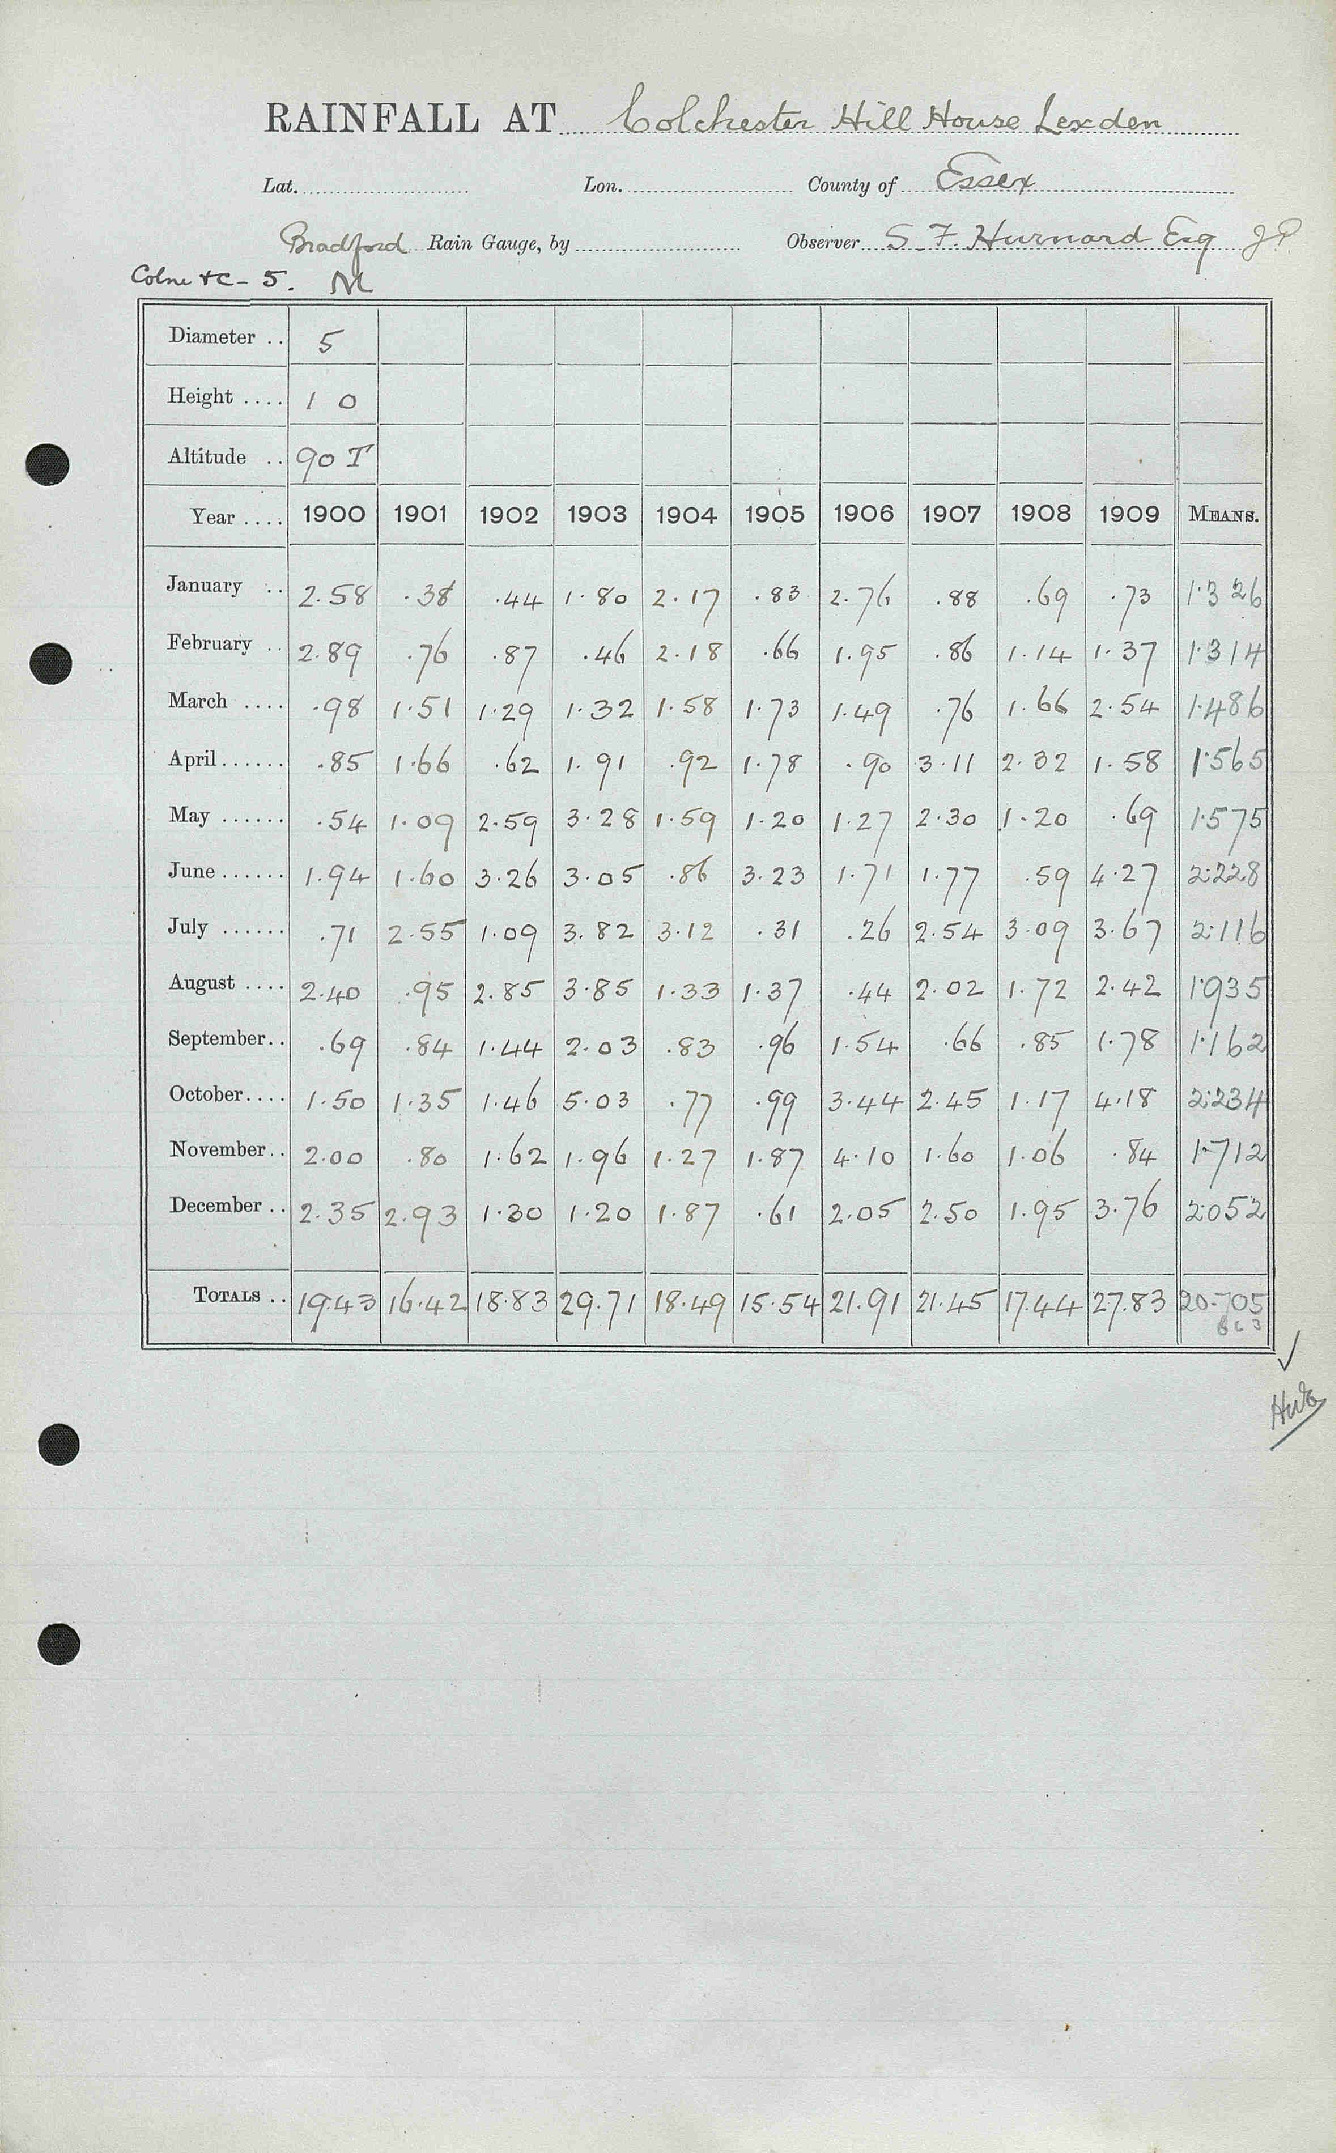 RAINFALL AT Colchester Hill House Lexden
Lat. Lon. County of Essex
Bradford Rain Gauge, by Observer S. F. Hurnard Esq JP
Colne &c - 5. M
Diameter .. 5
Height .... 1 0
Altitude .. 90 T
Year .... 1900 1901 1902 1903 1904 1905 1906 1907 1908 1909 MEANS.
January .. 2.58 .38 .44 1.80 2.17 .83 2.76 .88 .69 .73 1.326
February .. 2.89 .76 .87 .46 2.18 .66 1.95 .86 1.14 1.37 1.314
March .... .98 1.51 1.29 1.32 1.58 1.73 1.49 .76 1.66 2.54 1.486
April ...... .85 1.66 .62 1.91 .92 1.78 .90 3.11 2.32 1.58 1.565
May ...... .54 1.09 2.59 3.28 1.59 1.20 1.27 2.30 1.20 .69 1.575
June ...... 1.94 1.60 3.26 3.05 .86 3.23 1.71 1.77 .59 4.27 2.228
July ...... .71 2.55 1.09 3.82 3.12 .31 .26 2.54 3.09 3.67 2.116
August .... 2.40 .95 2.85 3.85 1.33 1.37 .44 2.02 1.72 2.42 1.935
September .. .69 .84 1.44 2.03 .83 .96 1.54 .66 .85 1.78 1.162
October .... 1.50 1.35 1.46 5.03 .77 .99 3.44 2.45 1.17 4.18 2.234
November .. 2.00 .80 1.62 1.96 1.27 1.87 4.10 1.60 1.06 .84 1.712
December .. 2.35 2.93 1.30 1.20 1.87 .61 2.05 2.50 1.95 3.76 2.052
TOTALS .. 19.43 16.42 18.83 29.71 18.49 15.54 21.91 21.45 17.44 27.83 20.705